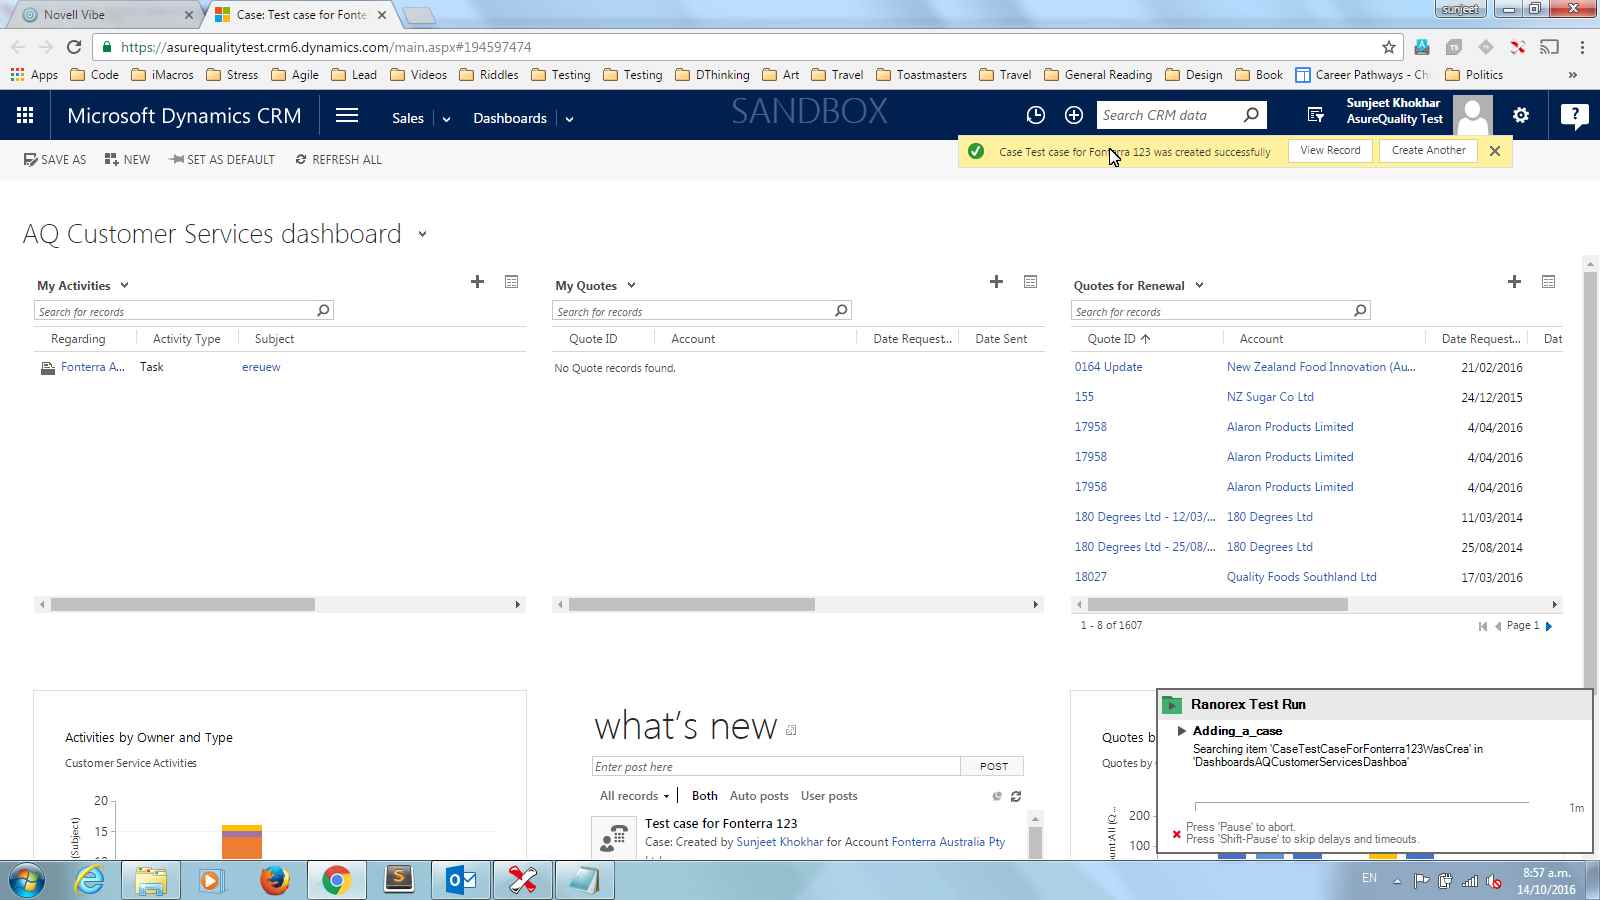 Novell Vibe
Case: Test case for Fonte
sunjeet
https://asurequalitytest.crm6.dynamics.com/main.aspx#194597474
Apps Code iMacros Stress Agile Lead Videos Riddles Testing Testing DThinking Art Travel Toastmasters Travel General Reading Design Book Career Pathways - Ch Politics »
Microsoft Dynamics CRM
Sales
Dashboards
SANDBOX
Search CRM data
Sunjeet Khokhar
AsureQuality Test
SAVE AS NEW SET AS DEFAULT REFRESH ALL
Case Test case for Fonterra 123 was created successfully
View Record
Create Another
AQ Customer Services dashboard
My Activities
Search for records
Regarding Activity Type Subject
Fonterra A... Task ereuew
My Quotes
Search for records
Quote ID Account Date Request... Date Sent
No Quote records found.
Quotes for Renewal
Search for records
Quote ID Account Date Request... Dat
0164 Update New Zealand Food Innovation (Au... 21/02/2016
155 NZ Sugar Co Ltd 24/12/2015
17958 Alaron Products Limited 4/04/2016
17958 Alaron Products Limited 4/04/2016
17958 Alaron Products Limited 4/04/2016
180 Degrees Ltd - 12/03/... 180 Degrees Ltd 11/03/2014
180 Degrees Ltd - 25/08/... 180 Degrees Ltd 25/08/2014
18027 Quality Foods Southland Ltd 17/03/2016
1 - 8 of 1607
Page 1
Activities by Owner and Type
Customer Service Activities
20
15
(Subject)
what's new
Enter post here
POST
All records Both Auto posts User posts
Test case for Fonterra 123
Case: Created by Sunjeet Khokhar for Account Fonterra Australia Pty
Quotes b
Quotes by
200
100
Ranorex Test Run
Adding_a_case
Searching item 'CaseTestCaseForFonterra123WasCrea' in
'DashboardsAQCustomerServicesDashboa'
1m
Press 'Pause' to abort.
Press 'Shift-Pause' to skip delays and timeouts.
EN
8:57 a.m.
14/10/2016